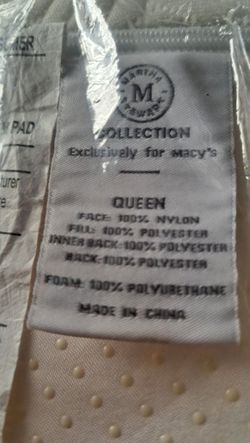 MARTHA
STEWART
M
COLLECTION
Exclusively for macy's
QUEEN
FACE: 100% NYLON
FILL: 100% POLYESTER
INNER BACK: 100% POLYESTER
BACK: 100% POLYESTER
FOAM: 100% POLYURETHANE
MADE IN CHINA
PAD